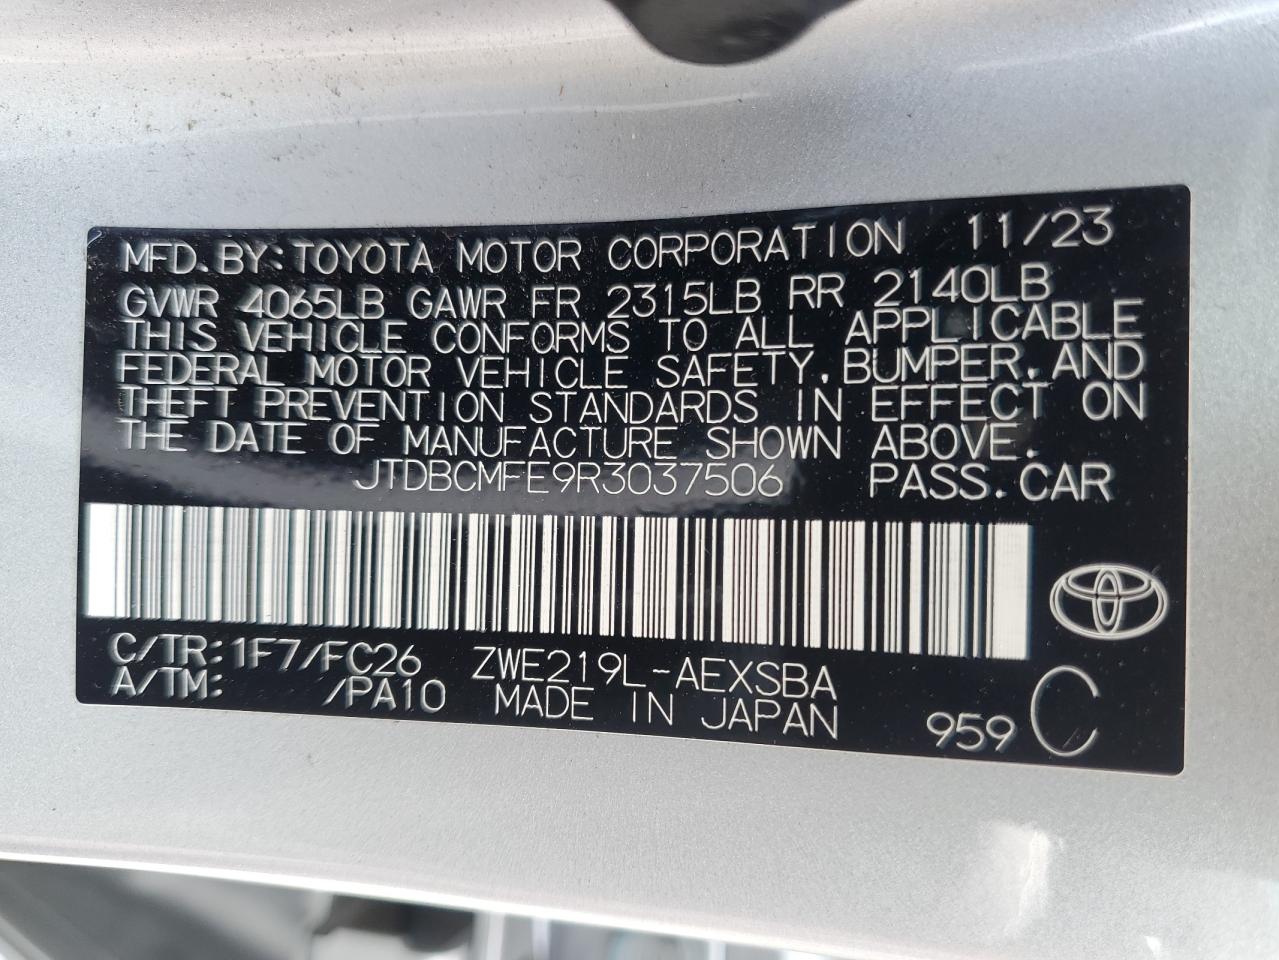 MFD.BY:TOYOTA MOTOR CORPORATION 11/23
GVWR 4065LB GAWR FR 2315LB RR 2140LB
THIS VEHICLE CONFORMS TO ALL APPLICABLE
FEDERAL MOTOR VEHICLE SAFETY,BUMPER,AND
THEFT PREVENTION STANDARDS IN EFFECT ON
THE DATE OF MANUFACTURE SHOWN ABOVE.
JTDBCMFE9R3037506 PASS.CAR
C/TR:1F7/FC26 ZWE219L-AEXSBA
A/TM: /PA10 MADE IN JAPAN 959 C